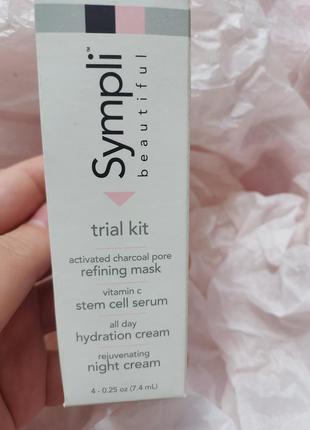 Sympli™
beautiful
trial kit
activated charcoal pore
refining mask
vitamin c
stem cell serum
all day
hydration cream
rejuvenating
night cream
4 - 0.25 oz (7.4 mL)